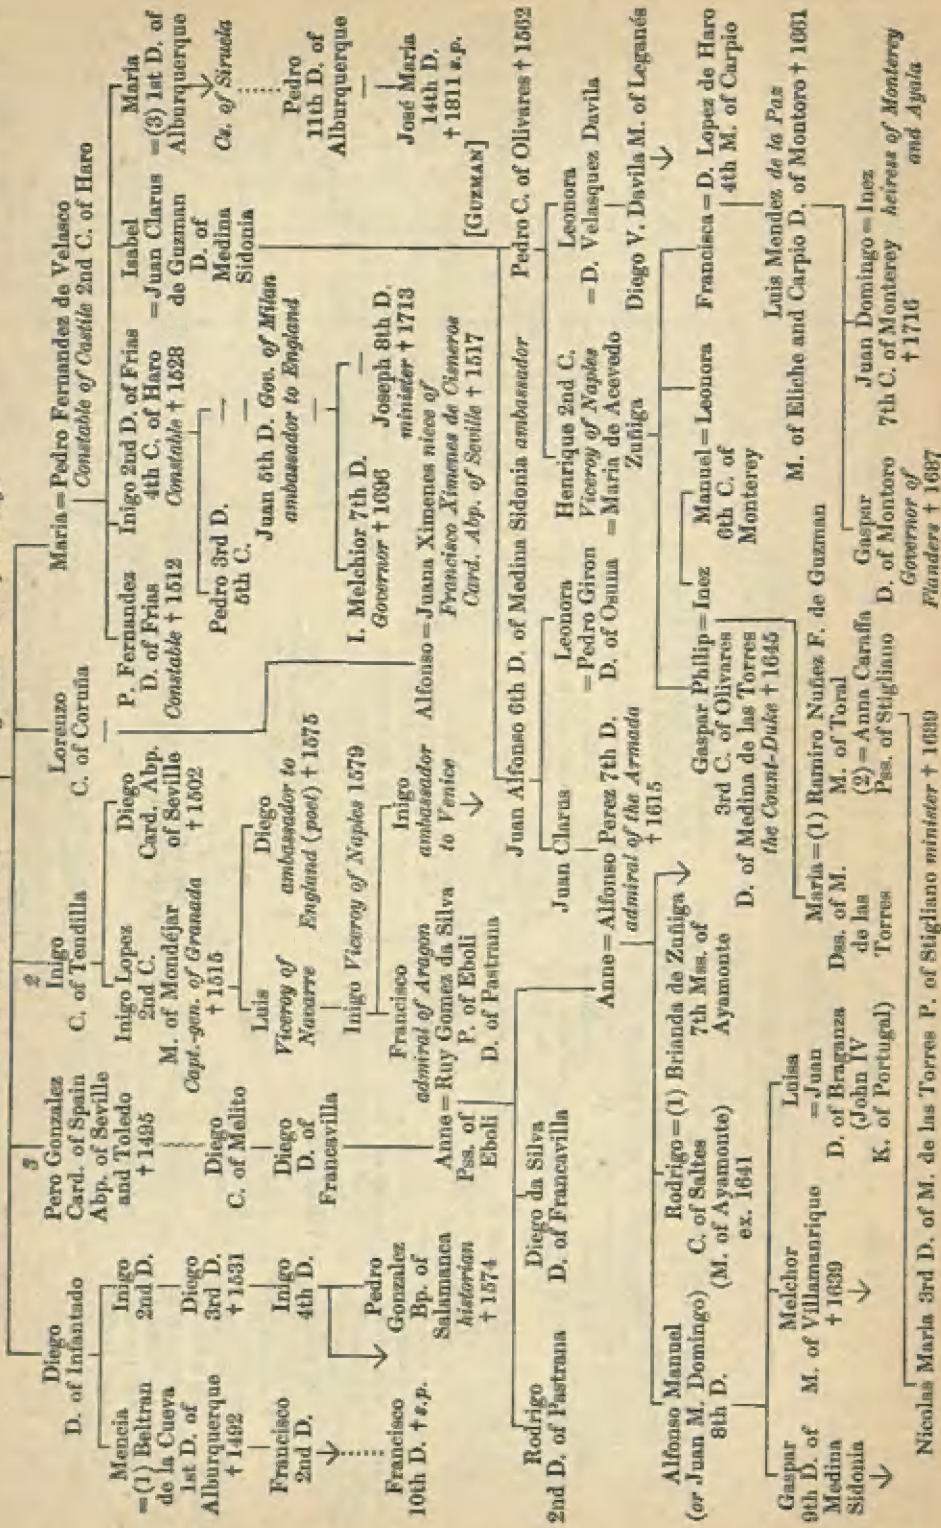 Diego
D. of Infantado
3
Pero Gonzalez
Card. of Spain
Abp. of Seville
and Toledo
† 1495
2
Inigo
C. of Tendilla
Lorenzo
C. of Coruña
Maria=Pedro Fernandez de Velasco
Constable of Castile 2nd C. of Haro
Mencia
=(1) Beltran
de la Cueva
1st D. of
Alburquerque
† 1492
Inigo
2nd D.
Diego
3rd D.
† 1531
Inigo
4th D.
Francisco
2nd D.
Francisco
10th D. † s.p.
Pedro
Gonzalez
Bp. of
Salamanca
historian
† 1574
Diego
C. of Melito
Diego
D. of
Francavilla
Inigo Lopez
2nd C.
M. of Mondéjar
Capt.-gen. of Granada
† 1515
Diego
Card. Abp.
of Seville
† 1502
Luis
Viceroy of
Navarre
Diego
ambassador to
England (poet) † 1575
Inigo Viceroy of Naples 1579
Francisco
admiral of Aragon
Inigo
ambassador
to Venice
P. Fernandez
D. of Frias
Constable † 1512
Inigo 2nd D. of Frias
4th C. of Haro
Constable † 1528
Isabel
=Juan Clarus
de Guzman
D. of
Medina
Sidonia
Maria
=(3) 1st D. of
Alburquerque
Cs. of Siruela
Pedro
11th D. of
Alburquerque
José Maria
14th D.
† 1811 s.p.
Pedro 3rd D.
5th C.
Juan 5th D. Gov. of Milan
ambassador to England
I. Melchior 7th D.
Governor † 1696
Joseph 8th D.
minister † 1713
Alfonso=Juana Ximenes niece of
Francisco Ximenes de Cisneros
Card. Abp. of Seville † 1517
[GUZMAN]
Anne=Ruy Gomez da Silva
Pss. of
Eboli
P. of Eboli
D. of Pastrana
Juan Alfonso 6th D. of Medina Sidonia ambassador
Pedro C. of Olivares † 1562
Rodrigo
2nd D. of Pastrana
Diego da Silva
D. of Francavilla
Juan Clarus
Leonora
=Pedro Giron
D. of Osuna
Henrique 2nd C.
Viceroy of Naples
=Maria de Acevedo
Zuñiga
Leonora
=D. Velasquez Davila
Diego V. Davila M. of Leganés
Anne=Alfonso Perez 7th D.
admiral of the Armada
† 1615
Gaspar Philip=Inez
3rd C. of Olivares
D. of Medina de las Torres
the Count-Duke † 1645
Manuel=Leonora
6th C. of
Monterey
Francisca=D. Lopez de Haro
4th M. of Carpio
Alfonso Manuel
(or Juan M. Domingo)
8th D.
Rodrigo=(1) Brianda de Zuñiga
C. of Saltes
(M. of Ayamonte)
ex. 1641
7th Mss. of
Ayamonte
Luis Mendez de la Paz
M. of Eliche and Carpio D. of Montoro † 1661
Gaspar
9th D. of
Medina
Sidonia
Melchor
M. of Villamanrique
† 1639
Luisa
=Juan
D. of Braganza
(John IV
K. of Portugal)
Maria=(1) Ramiro Nuñez F. de Guzman
Dss. of M.
de las
Torres
M. of Toral
(2)=Anna Caraffa
Pss. of Stigliano
Gaspar
D. of Montoro
Governor of
Flanders † 1687
Juan Domingo=Inez
7th C. of Monterey
† 1716
heiress of Monterey
and Ayala
Nicolas Maria 3rd D. of M. de las Torres P. of Stigliano minister † 1689